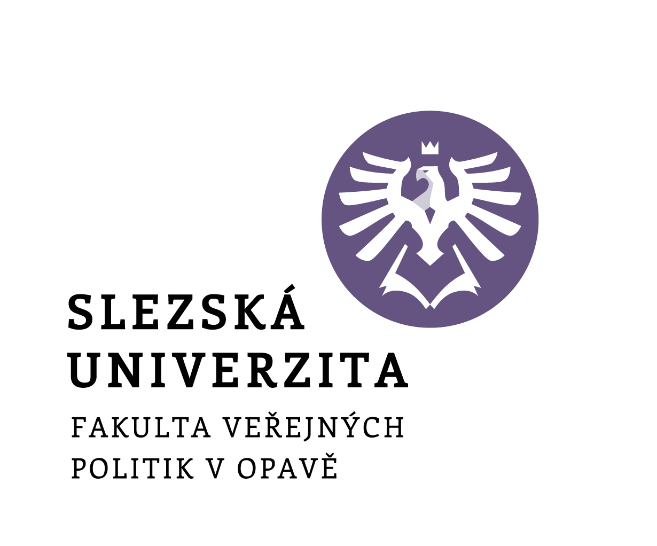 SLEZSKÁ
UNIVERZITA
FAKULTA VEŘEJNÝCH
POLITIK V OPAVĚ